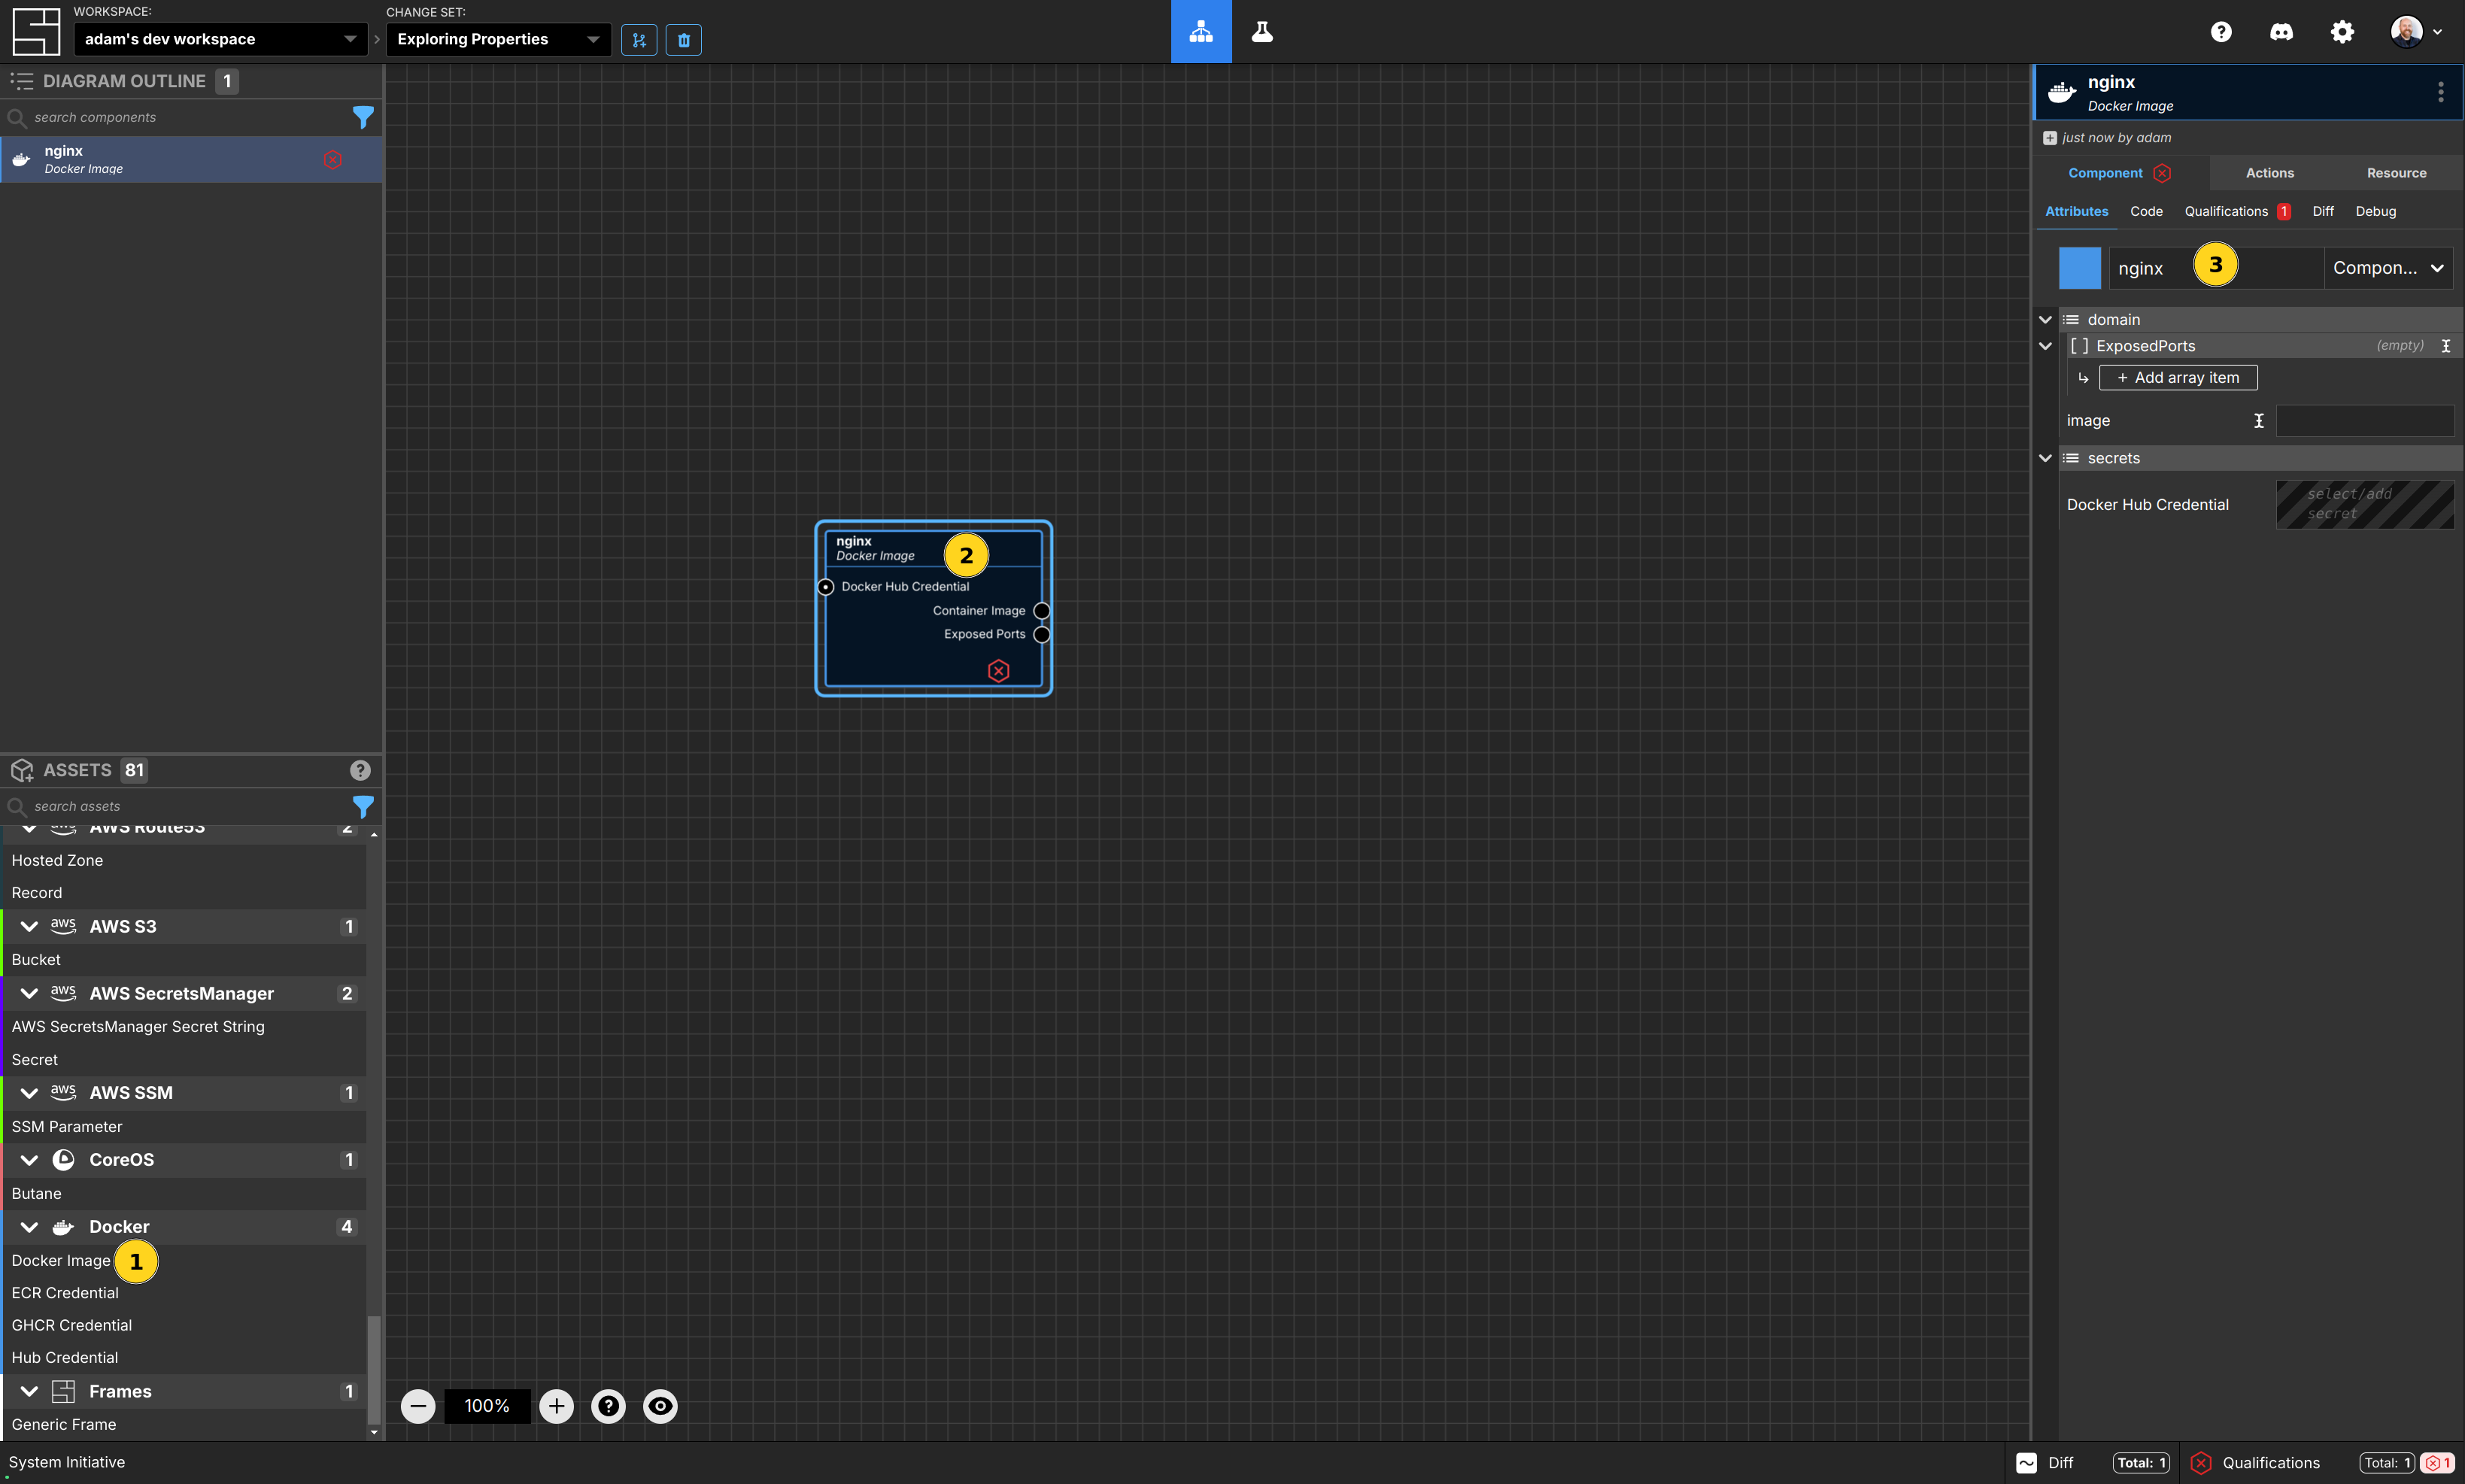 WORKSPACE:
adam's dev workspace
CHANGE SET:
Exploring Properties
DIAGRAM OUTLINE 1
search components
nginx
Docker Image
ASSETS 81
search assets
AWS Route53 2
Hosted Zone
Record
aws AWS S3 1
Bucket
aws AWS SecretsManager 2
AWS SecretsManager Secret String
Secret
aws AWS SSM 1
SSM Parameter
CoreOS 1
Butane
Docker 4
Docker Image 1
ECR Credential
GHCR Credential
Hub Credential
Frames 1
Generic Frame
nginx
Docker Image 2
Docker Hub Credential
Container Image
Exposed Ports
100%
nginx
Docker Image
just now by adam
Component Actions Resource
Attributes Code Qualifications 1 Diff Debug
nginx 3 Compon...
domain
[ ] ExposedPorts (empty)
+ Add array item
image
secrets
Docker Hub Credential select/add
secret
System Initiative
Diff Total: 1 Qualifications Total: 1 1